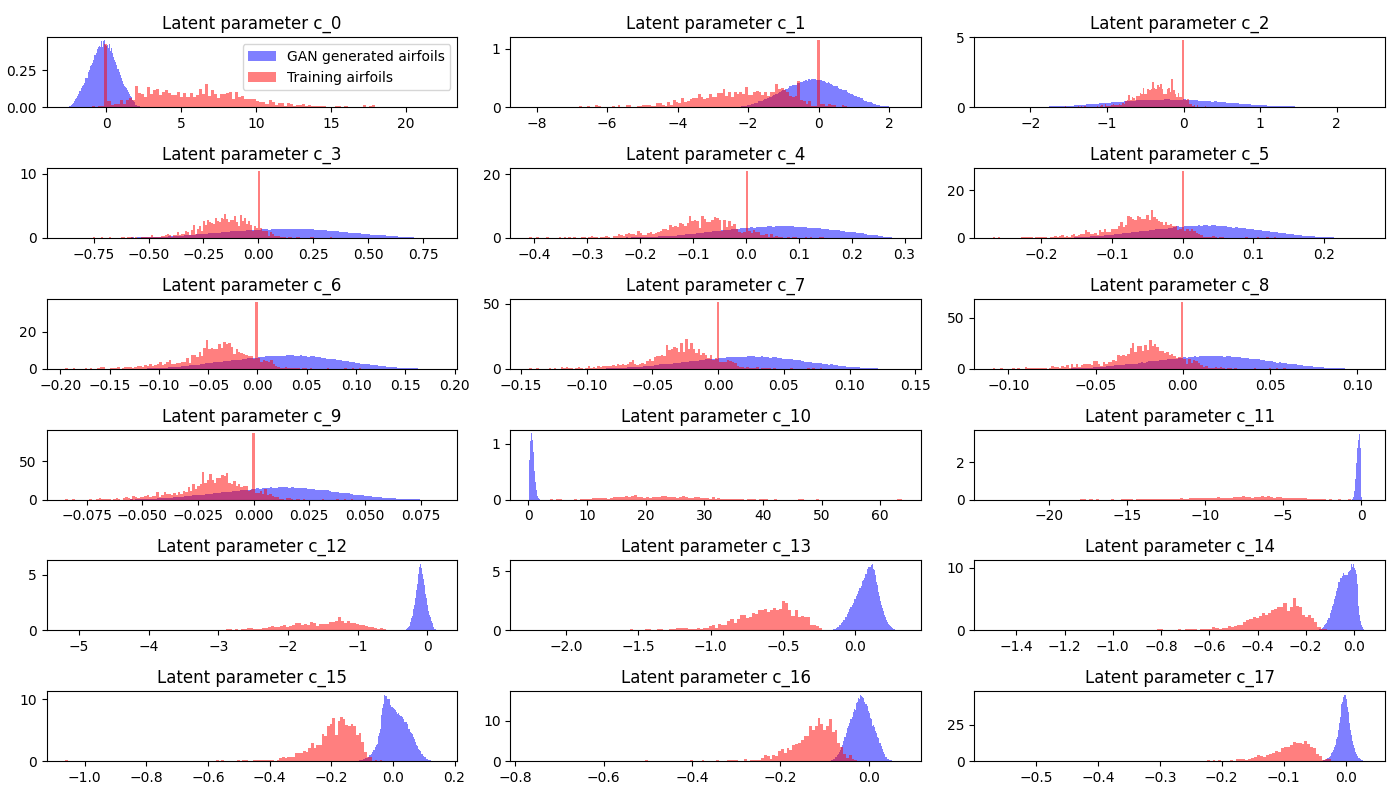 Latent parameter c_0
0.25
0.00
0 5 10 15 20
GAN generated airfoils
Training airfoils
Latent parameter c_1
1
0
−8 −6 −4 −2 0 2
Latent parameter c_2
5
0
−2 −1 0 1 2
Latent parameter c_3
10
0
−0.75 −0.50 −0.25 0.00 0.25 0.50 0.75
Latent parameter c_4
20
0
−0.4 −0.3 −0.2 −0.1 0.0 0.1 0.2 0.3
Latent parameter c_5
20
0
−0.2 −0.1 0.0 0.1 0.2
Latent parameter c_6
20
0
−0.20 −0.15 −0.10 −0.05 0.00 0.05 0.10 0.15 0.20
Latent parameter c_7
50
0
−0.15 −0.10 −0.05 0.00 0.05 0.10 0.15
Latent parameter c_8
50
0
−0.10 −0.05 0.00 0.05 0.10
Latent parameter c_9
50
0
−0.075 −0.050 −0.025 0.000 0.025 0.050 0.075
Latent parameter c_10
1
0
0 10 20 30 40 50 60
Latent parameter c_11
2
0
−20 −15 −10 −5 0
Latent parameter c_12
5
0
−5 −4 −3 −2 −1 0
Latent parameter c_13
5
0
−2.0 −1.5 −1.0 −0.5 0.0
Latent parameter c_14
10
0
−1.4 −1.2 −1.0 −0.8 −0.6 −0.4 −0.2 0.0
Latent parameter c_15
10
0
−1.0 −0.8 −0.6 −0.4 −0.2 0.0 0.2
Latent parameter c_16
10
0
−0.8 −0.6 −0.4 −0.2 0.0
Latent parameter c_17
25
0
−0.5 −0.4 −0.3 −0.2 −0.1 0.0